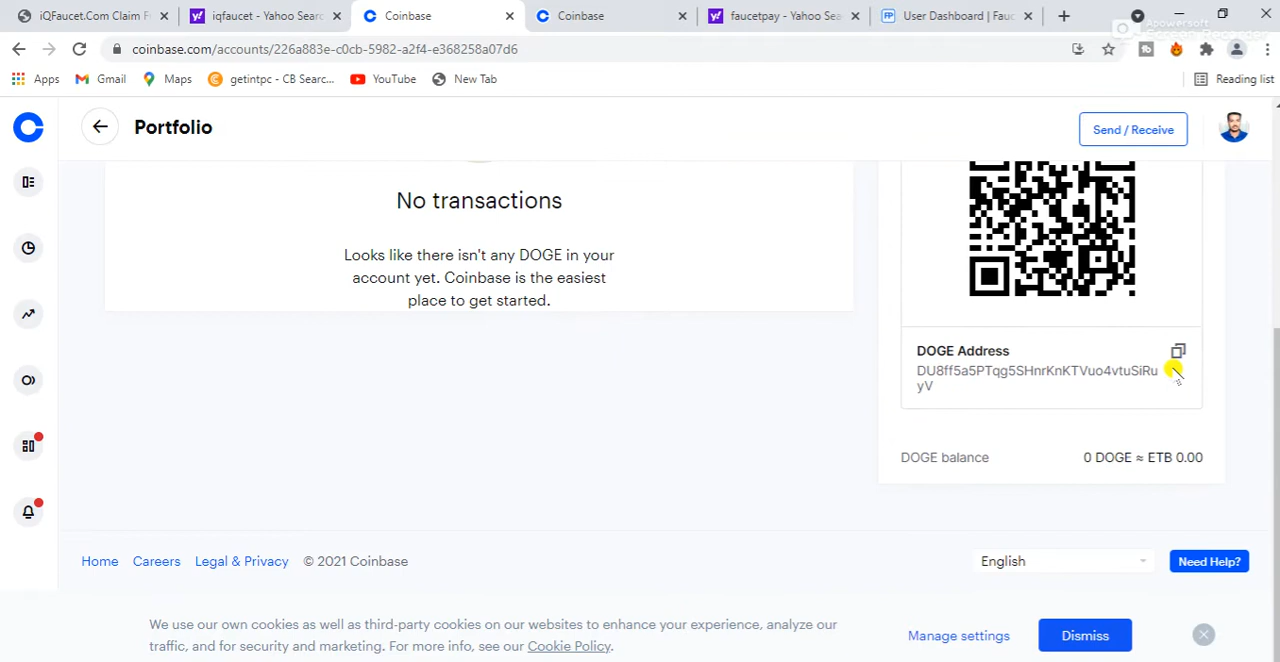 iQFaucet.Com Claim F
iqfaucet - Yahoo Searc
Coinbase
Coinbase
faucetpay - Yahoo Sea
User Dashboard | Fauc
Apowersoft
Screen Recorder
coinbase.com/accounts/226a883e-c0cb-5982-a2f4-e368258a07d6
Apps
Gmail
Maps
getintpc - CB Searc...
YouTube
New Tab
Reading list
Portfolio
Send / Receive
No transactions
Looks like there isn't any DOGE in your
account yet. Coinbase is the easiest
place to get started.
DOGE Address
DU8ff5a5PTqg5SHnrKnKTVuo4vtuSiRu
yV
DOGE balance
0 DOGE ≈ ETB 0.00
Home
Careers
Legal & Privacy
© 2021 Coinbase
English
Need Help?
We use our own cookies as well as third-party cookies on our websites to enhance your experience, analyze our
traffic, and for security and marketing. For more info, see our Cookie Policy.
Manage settings
Dismiss